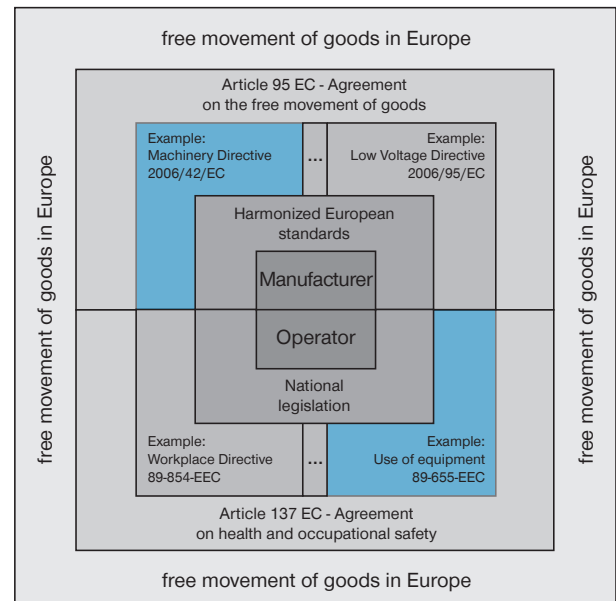 free movement of goods in Europe
Article 95 EC - Agreement
on the free movement of goods
Example:
Machinery Directive
2006/42/EC
...
Example:
Low Voltage Directive
2006/95/EC
Harmonized European
standards
Manufacturer
free movement of goods in Europe
free movement of goods in Europe
Operator
National
legislation
Example:
Workplace Directive
89-854-EEC
...
Example:
Use of equipment
89-655-EEC
Article 137 EC - Agreement
on health and occupational safety
free movement of goods in Europe